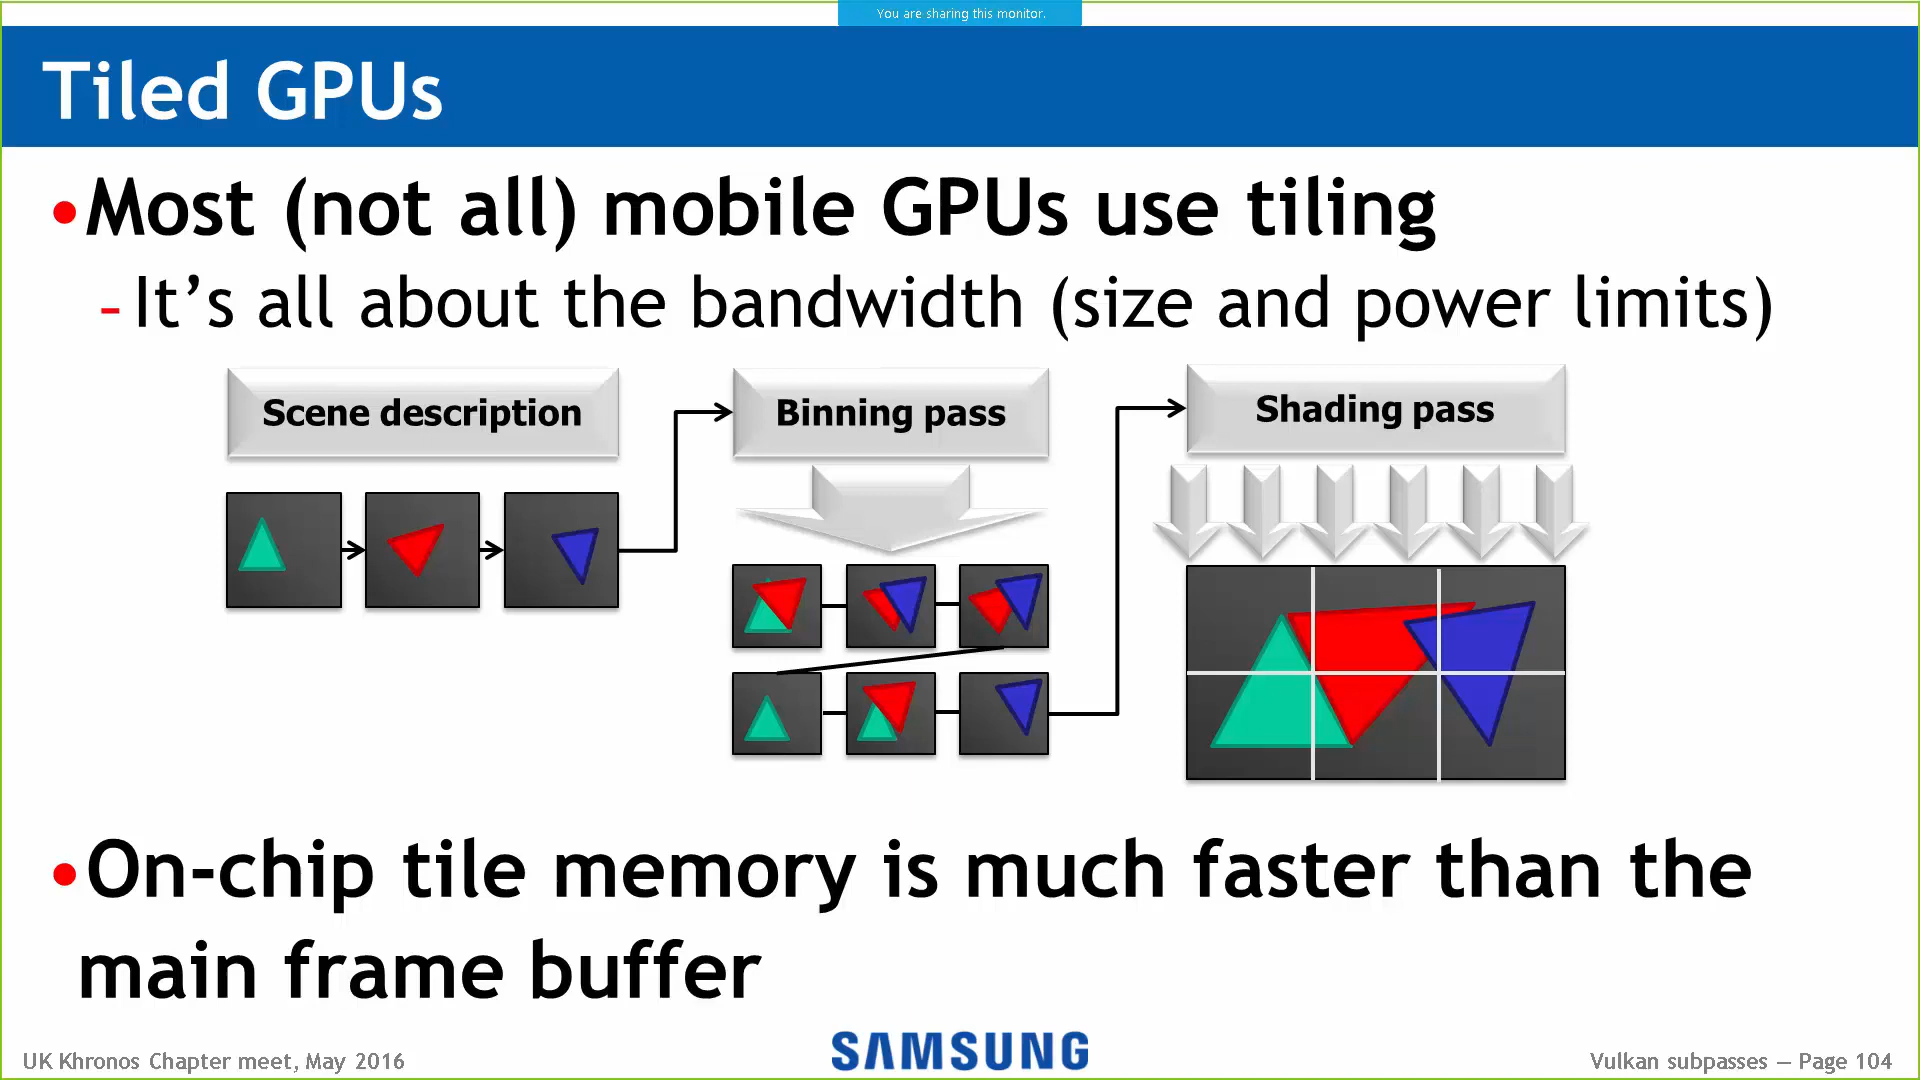 You are sharing this monitor.
Tiled GPUs
•Most (not all) mobile GPUs use tiling
-It’s all about the bandwidth (size and power limits)
Scene description
Binning pass
Shading pass
•On-chip tile memory is much faster than the
main frame buffer
UK Khronos Chapter meet, May 2016
SAMSUNG
Vulkan subpasses — Page 104